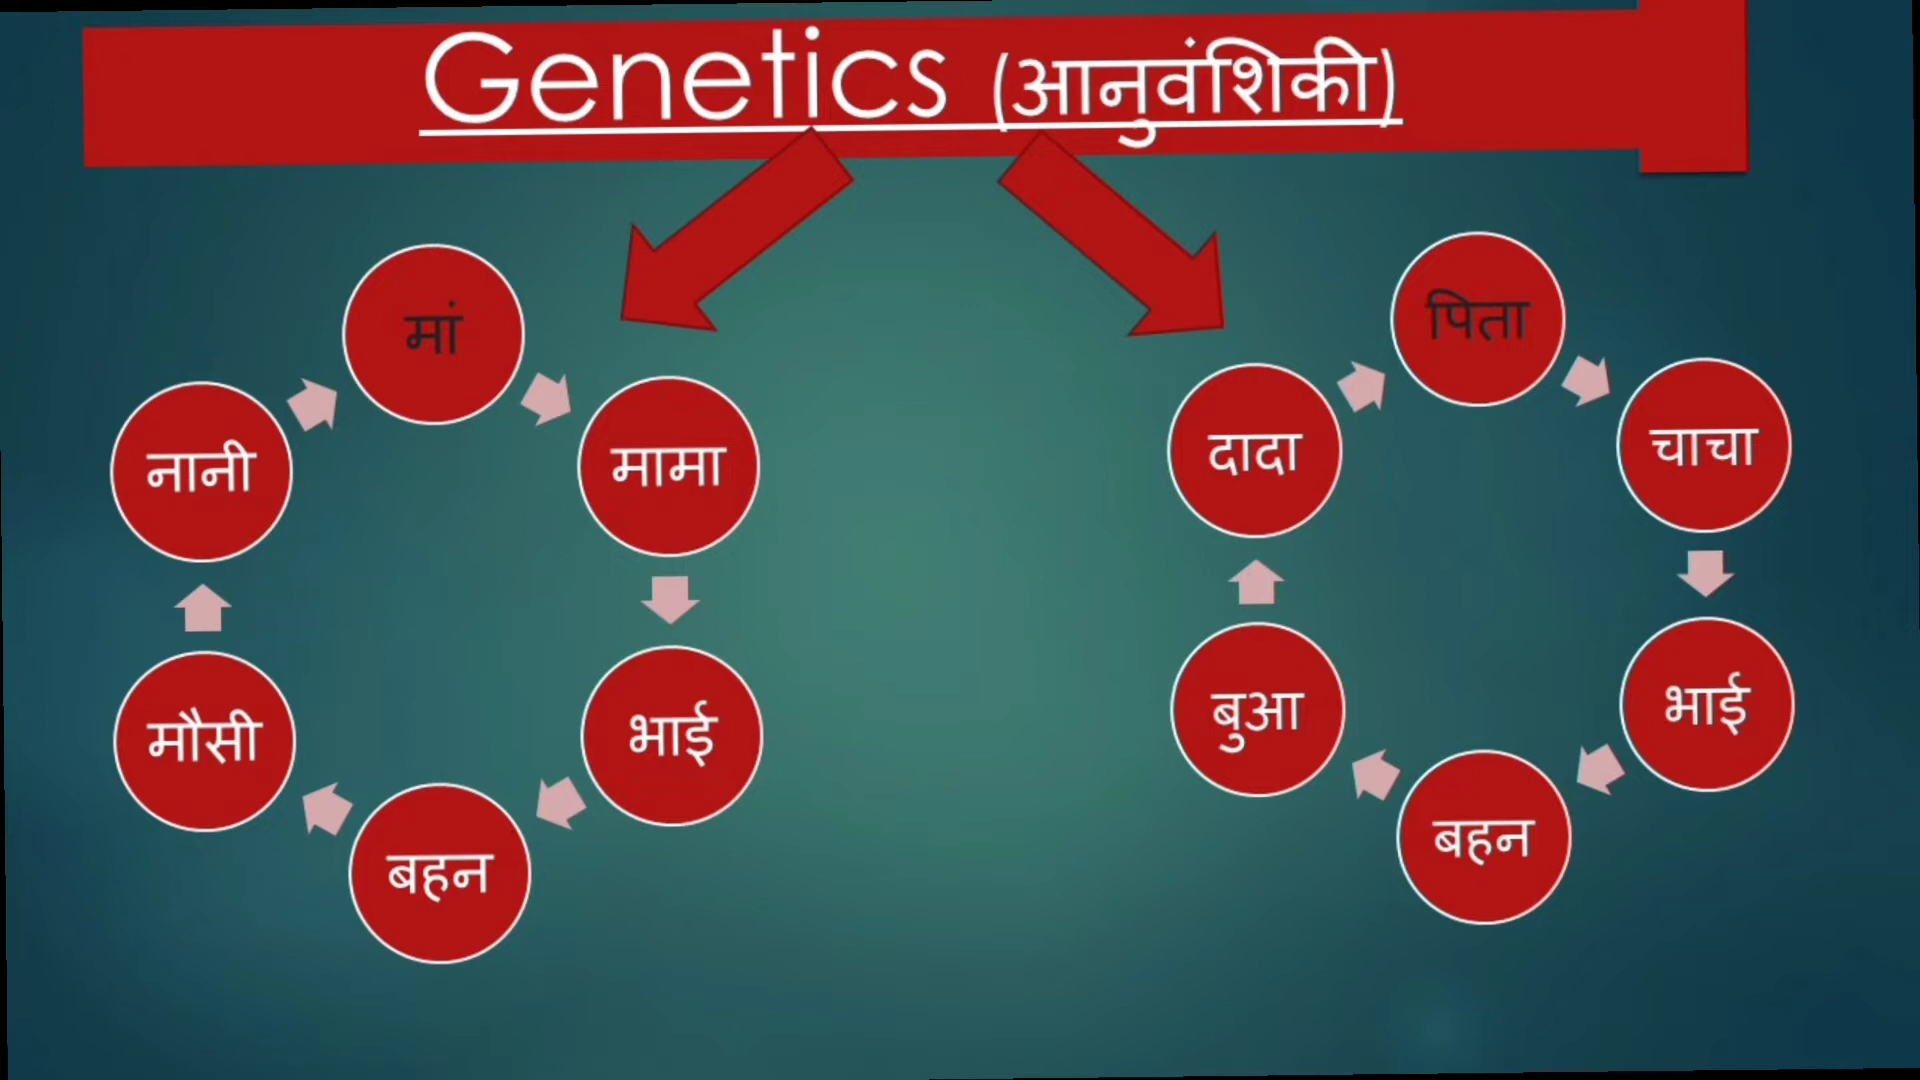 Genetics (आनुवंशिकी)
मां
मामा
भाई
बहन
मौसी
नानी
पिता
चाचा
भाई
बहन
बुआ
दादा